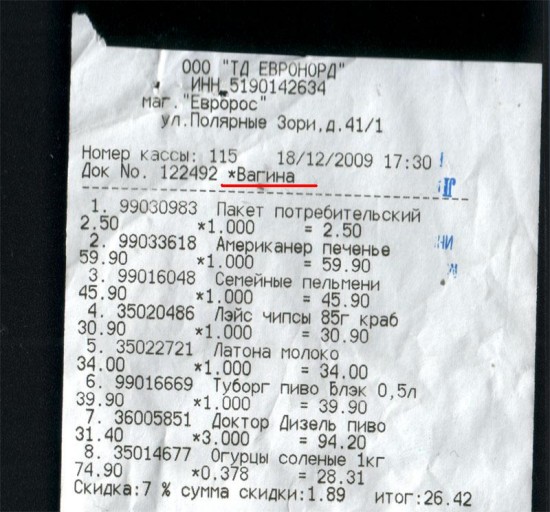 ООО "ТД ЕВРОНОРД"
ИНН 5190142634
маг."Евророс"
ул.Полярные Зори,д.41/1
Номер кассы: 115 18/12/2009 17:30
Док No. 122492 *Вагина
1. 99030983 Пакет потребительский
2.50 *1.000 = 2.50
2. 99033618 Американер печенье
59.90 *1.000 = 59.90
3. 99016048 Семейные пельмени
45.90 *1.000 = 45.90
4. 35020486 Лэйс чипсы 85г краб
30.90 *1.000 = 30.90
5. 35022721 Латона молоко
34.00 *1.000 = 34.00
6. 99016669 Туборг пиво Блэк 0,5л
39.90 *1.000 = 39.90
7. 36005851 Доктор Дизель пиво
31.40 *3.000 = 94.20
8. 35014677 Огурцы соленые 1кг
74.90 *0.378 = 28.31
Скидка:7 % сумма скидки:1.89 итог:26.42